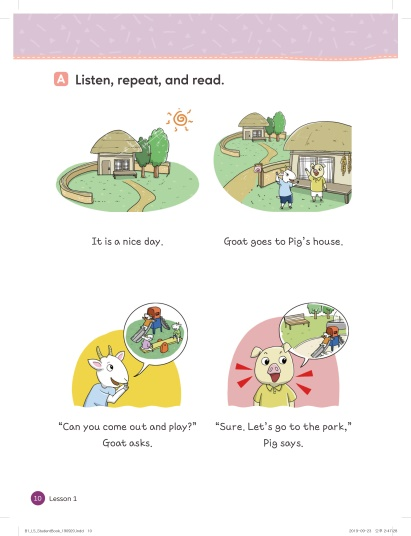 A Listen, repeat, and read.
It is a nice day.
Goat goes to Pig's house.
"Can you come out and play?"
Goat asks.
"Sure. Let's go to the park,"
Pig says.
10 Lesson 1